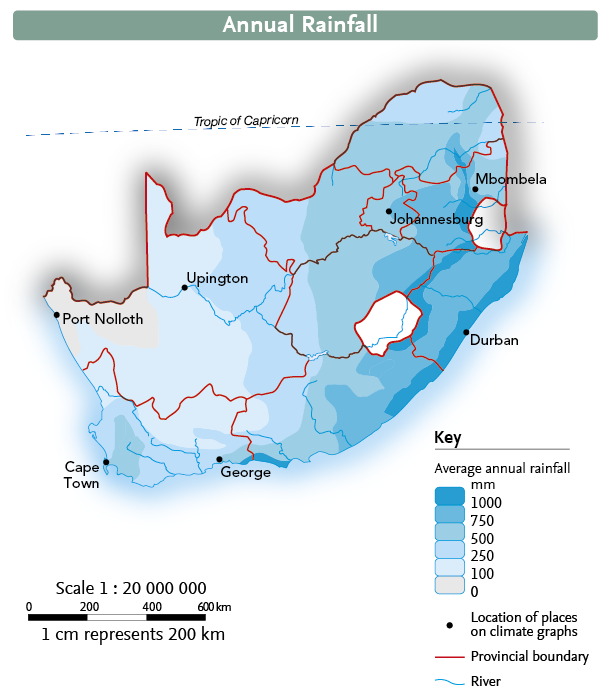 Annual Rainfall
Tropic of Capricorn
Mbombela
Johannesburg
Upington
Port Nolloth
Durban
George
Cape
Town
Key
Average annual rainfall
mm
1000
750
500
250
100
0
Location of places
on climate graphs
Provincial boundary
River
Scale 1 : 20 000 000
0 200 400 600 km
1 cm represents 200 km